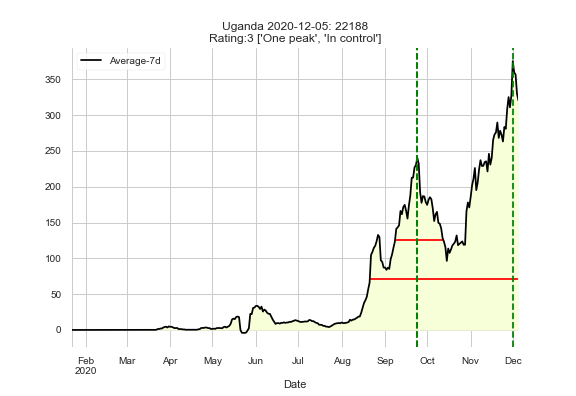 Uganda 2020-12-05: 22188
Rating:3 ['One peak', 'In control']
Average-7d
350
300
250
200
150
100
50
0
Feb Mar Apr May Jun Jul Aug Sep Oct Nov Dec
2020
Date